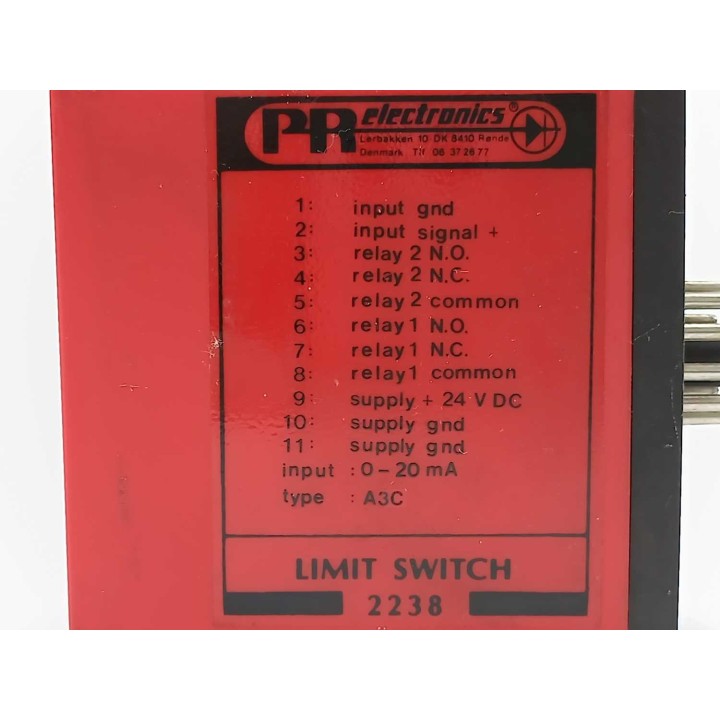 PR electronics®
Lerbakken 10 DK 8410 Rønde
Danmark Tlf 06 37 26 77
1: input gnd
2: input signal +
3: relay 2 N.O.
4: relay 2 N.C.
5: relay 2 common
6: relay 1 N.O.
7: relay 1 N.C.
8: relay 1 common
9: supply + 24 V DC
10: supply gnd
11: supply gnd
input : 0-20 mA
type : A3C
LIMIT SWITCH
2238